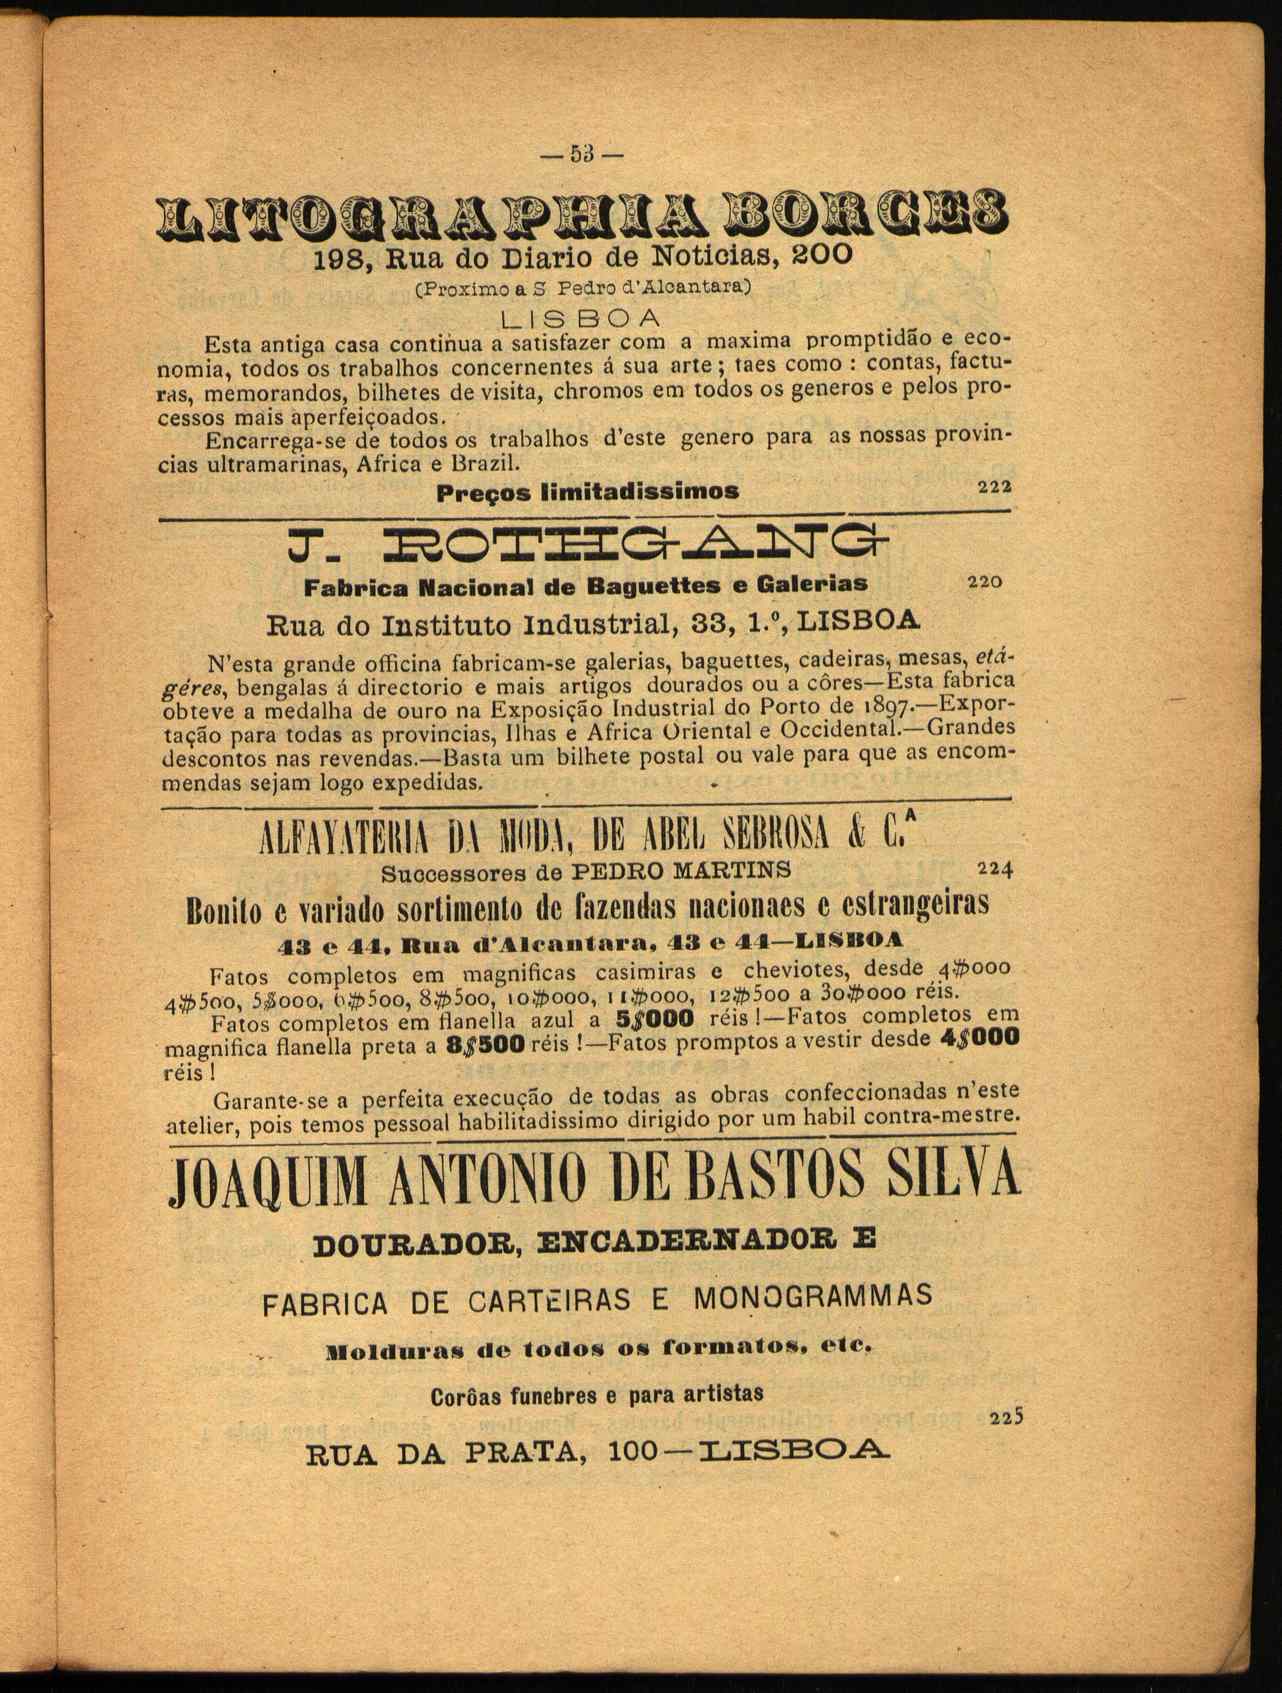 — 53 —
LITOGRAPHIA BORGES
198, Rua do Diario de Noticias, 200
(Proximo a S Pedro d'Alcantara)
LISBOA
Esta antiga casa continua a satisfazer com a maxima promptidão e eco-
nomia, todos os trabalhos concernentes á sua arte; taes como: contas, factu-
ras, memorandos, bilhetes de visita, chromos em todos os generos e pelos pro-
cessos mais aperfeiçoados.
Encarrega-se de todos os trabalhos d'este genero para as nossas provin-
cias ultramarinas, Africa e Brazil.
Preços limitadissimos 222
J. ROTHGANG
Fabrica Nacional de Baguettes e Galerias 220
Rua do Instituto Industrial, 33, 1.º, LISBOA
N'esta grande officina fabricam-se galerias, baguettes, cadeiras, mesas, etá-
géres, bengalas á directorio e mais artigos dourados ou a côres—Esta fabrica
obteve a medalha de ouro na Exposição Industrial do Porto de 1897.—Expor-
tação para todas as provincias, Ilhas e Africa Oriental e Occidental.—Grandes
descontos nas revendas.—Basta um bilhete postal ou vale para que as encom-
mendas sejam logo expedidas.
ALFAYATERIA DA MODA, DE ABEL SEBROSA & C.ᴬ
Successores de PEDRO MARTINS 224
Bonito e variado sortimento de fazendas nacionaes e estrangeiras
43 e 44, Rua d'Alcantara, 43 e 44—LISBOA
Fatos completos em magnificas casimiras e cheviotes, desde 4$000
4$500, 5$000, 6$500, 8$500, 10$000, 11$000, 12$500 a 30$000 réis.
Fatos completos em flanella azul a 5$000 réis!—Fatos completos em
magnifica flanella preta a 8$500 réis!—Fatos promptos a vestir desde 4$000
réis!
Garante-se a perfeita execução de todas as obras confeccionadas n'este
atelier, pois temos pessoal habilitadissimo dirigido por um habil contra-mestre.
JOAQUIM ANTONIO DE BASTOS SILVA
DOURADOR, ENCADERNADOR E
FABRICA DE CARTEIRAS E MONOGRAMMAS
Molduras de todos os formatos, etc.
Corôas funebres e para artistas
225
RUA DA PRATA, 100—LISBOA